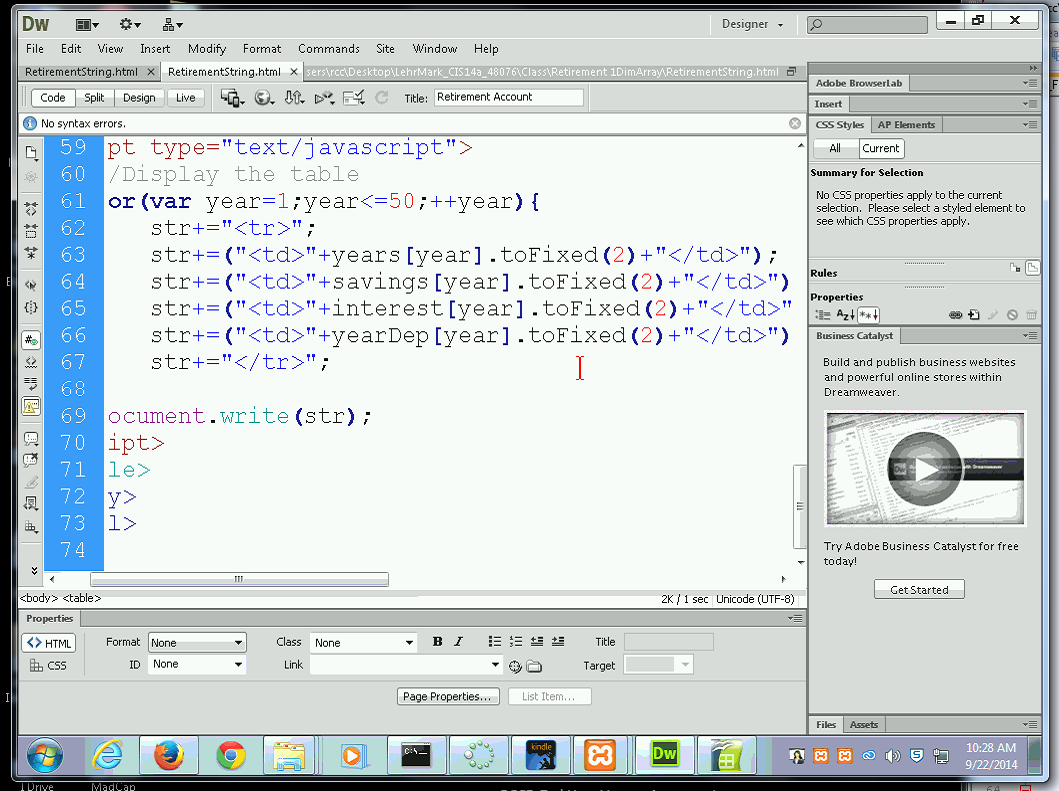 Dw
Designer
File Edit View Insert Modify Format Commands Site Window Help
RetirementString.html × RetirementString.html × sers\rcc\Desktop\LehrMark_CIS14a_48076\Class\Retirement 1DimArray\RetirementString.html
Code Split Design Live Title: Retirement Account
No syntax errors.
59 pt type="text/javascript">
60 /Display the table
61 or(var year=1;year<=50;++year){
62 str+="<tr>";
63 str+=("<td>"+years[year].toFixed(2)+"</td>");
64 str+=("<td>"+savings[year].toFixed(2)+"</td>")
65 str+=("<td>"+interest[year].toFixed(2)+"</td>"
66 str+=("<td>"+yearDep[year].toFixed(2)+"</td>")
67 str+="</tr>";
68
69 ocument.write(str);
70 ipt>
71 le>
72 y>
73 l>
74
<body> <table>
2K / 1 sec Unicode (UTF-8)
Properties
<> HTML Format None Class None B I Title
CSS ID None Link Target
Page Properties... List Item...
Adobe BrowserLab
Insert
CSS Styles AP Elements
All Current
Summary for Selection
No CSS properties apply to the current
selection. Please select a styled element to
see which CSS properties apply.
Rules
Properties
Business Catalyst
Build and publish business websites
and powerful online stores within
Dreamweaver.
Try Adobe Business Catalyst for free
today!
Get Started
Files Assets
kindle
Dw
10:28 AM
9/22/2014
MadCap